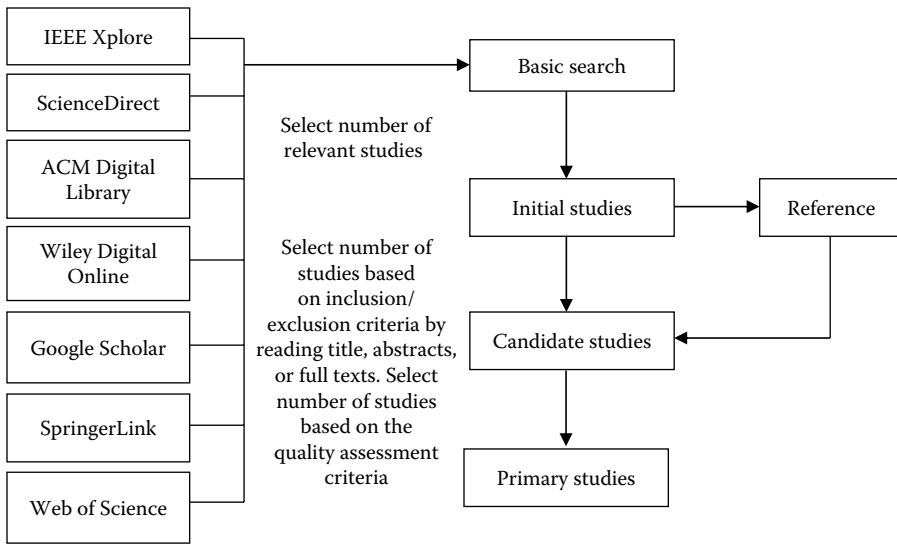 IEEE Xplore
ScienceDirect
ACM Digital
Library
Wiley Digital
Online
Google Scholar
SpringerLink
Web of Science
Select number of
relevant studies
Select number of
studies based
on inclusion/
exclusion criteria by
reading title, abstracts,
or full texts. Select
number of studies
based on the
quality assessment
criteria
Basic search
Initial studies
Reference
Candidate studies
Primary studies